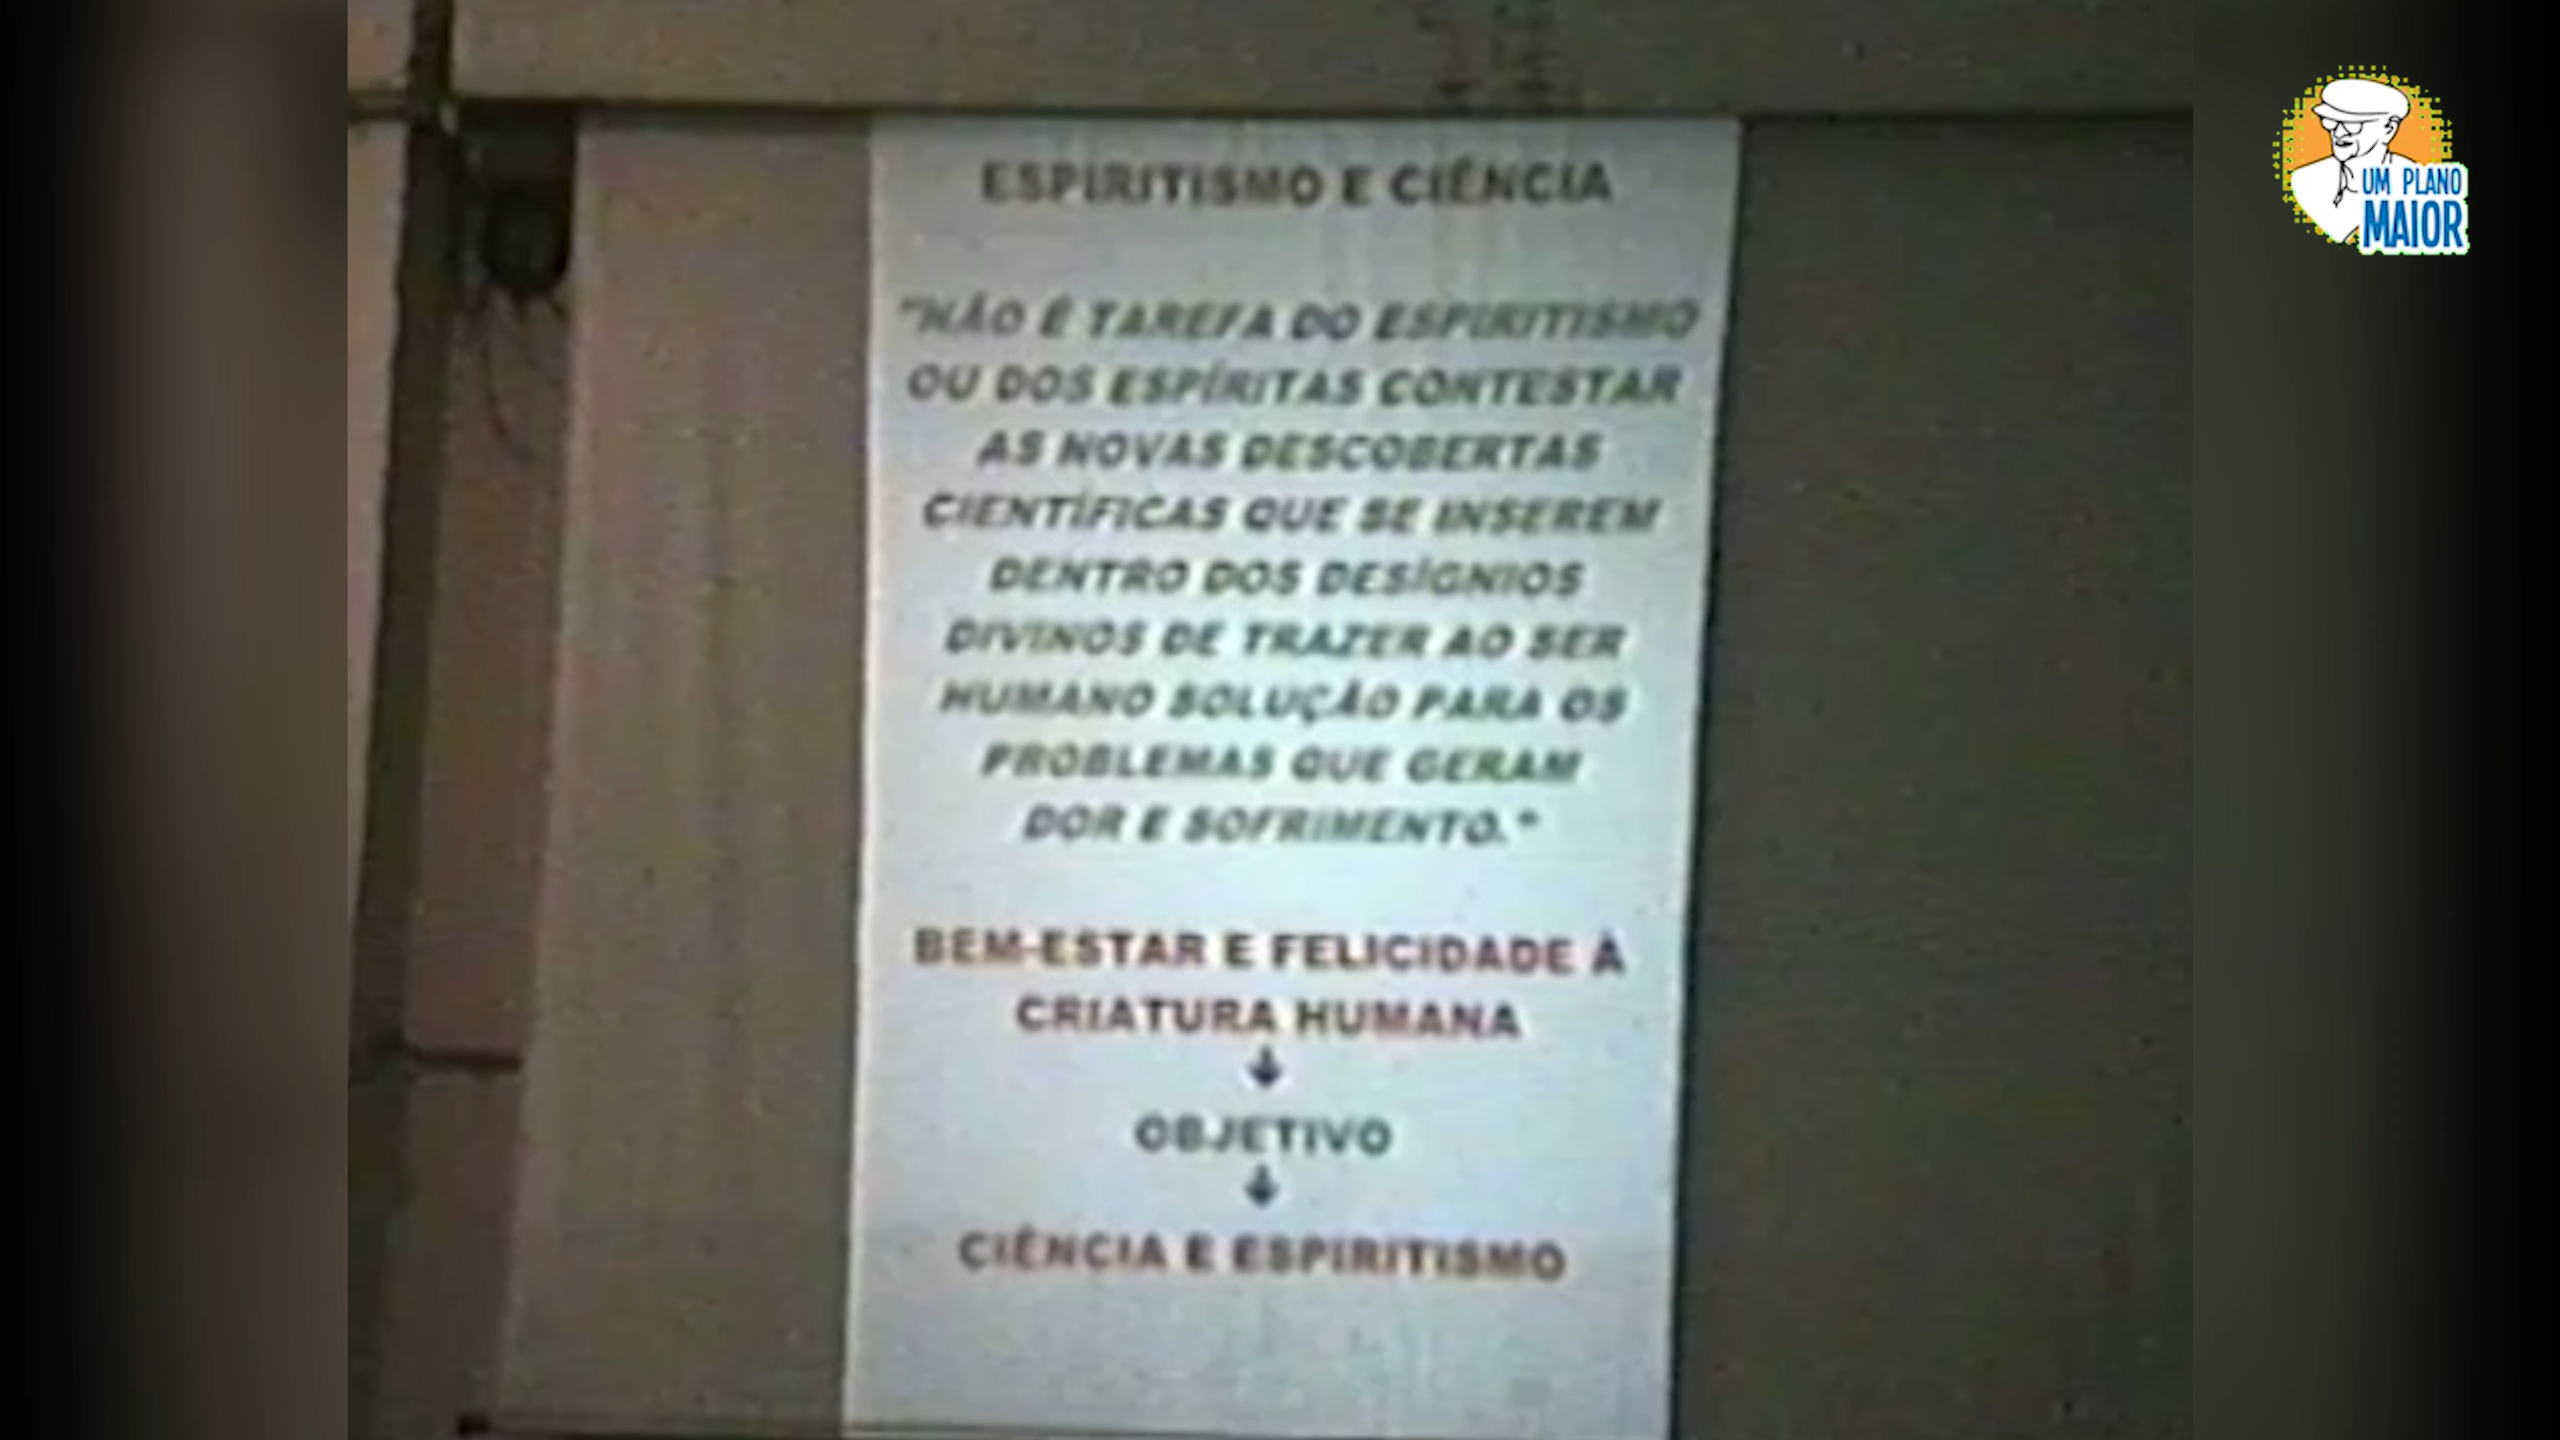 ESPIRITISMO E CIÊNCIA
"NÃO É TAREFA DO ESPIRITISMO
OU DOS ESPÍRITAS CONTESTAR
AS NOVAS DESCOBERTAS
CIENTÍFICAS QUE SE INSEREM
DENTRO DOS DESÍGNIOS
DIVINOS DE TRAZER AO SER
HUMANO SOLUÇÃO PARA OS
PROBLEMAS QUE GERAM
DOR E SOFRIMENTO."
BEM-ESTAR E FELICIDADE À
CRIATURA HUMANA
↓
OBJETIVO
↓
CIÊNCIA E ESPIRITISMO
UM PLANO
MAIOR